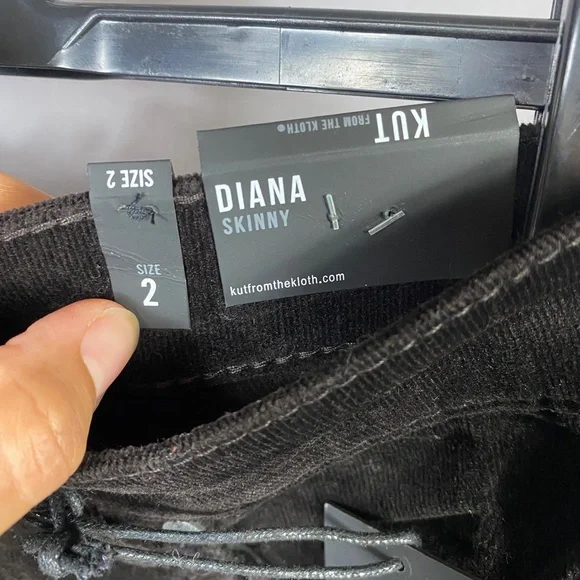 SIZE 2
SIZE
2
KUT
FROM THE KLOTH
DIANA
SKINNY
kutfromthekloth.com